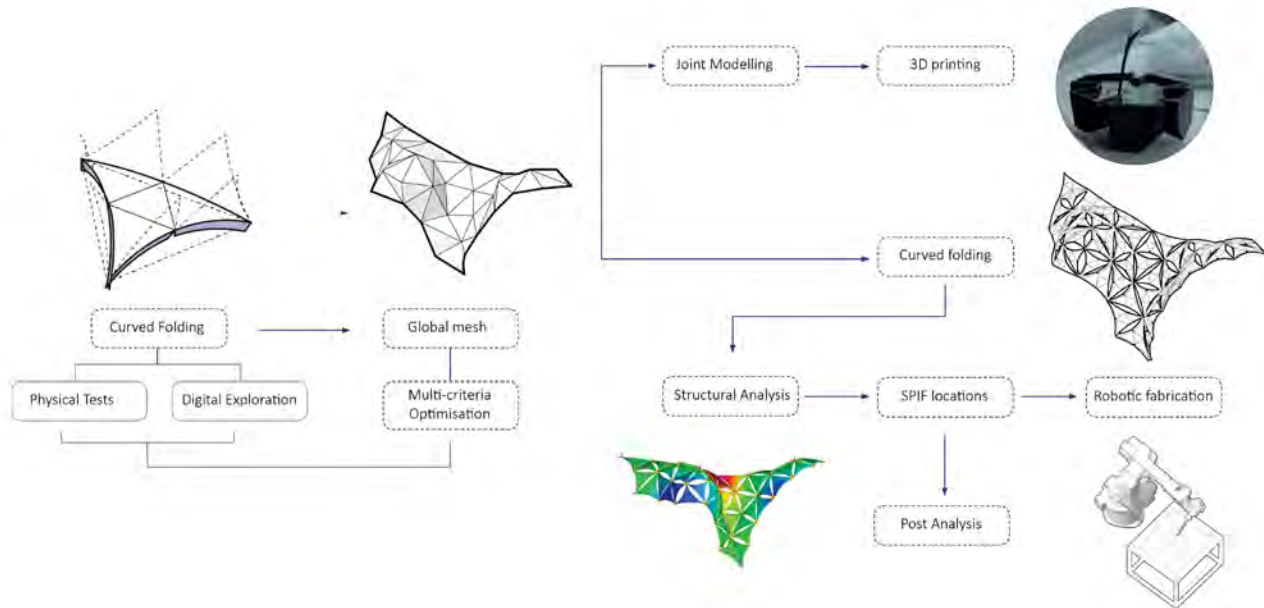 Joint Modelling
3D printing
Curved folding
Curved Folding
Global mesh
Physical Tests
Digital Exploration
Multi-criteria
Optimisation
Structural Analysis
SPIF locations
Robotic fabrication
Post Analysis